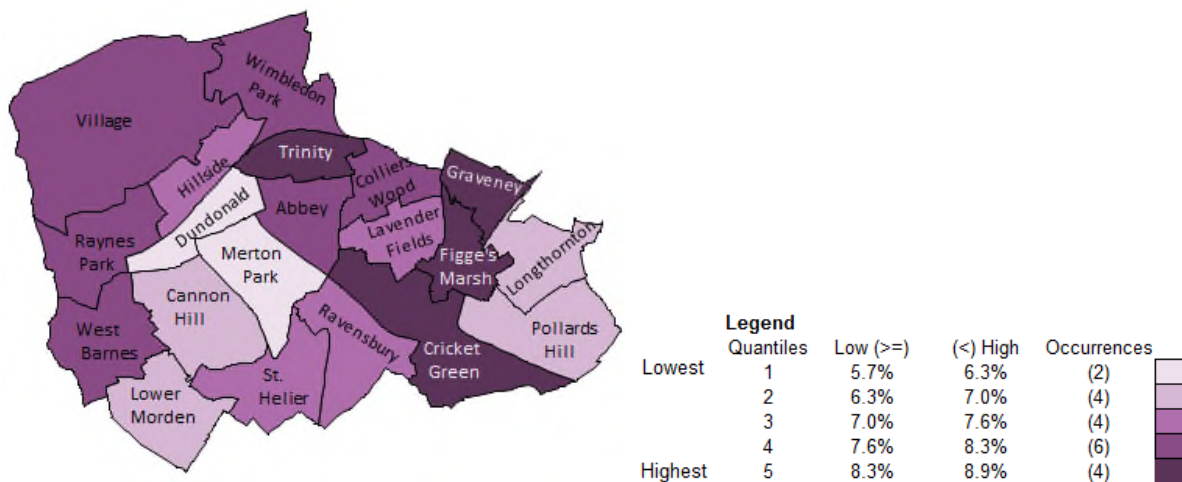 Wimbledon
Park
Village
Trinity
Hillside
Colliers
Wood
Graveney
Dundonald
Abbey
Lavender
Fields
Raynes
Park
Merton
Park
Figge's
Marsh
Longthornton
Cannon
Hill
West
Barnes
Ravensbury
Pollards
Hill
Cricket
Green
St.
Helier
Lower
Morden
Legend
Quantiles Low (>=) (<) High Occurrences
Lowest 1 5.7% 6.3% (2)
2 6.3% 7.0% (4)
3 7.0% 7.6% (4)
4 7.6% 8.3% (6)
Highest 5 8.3% 8.9% (4)